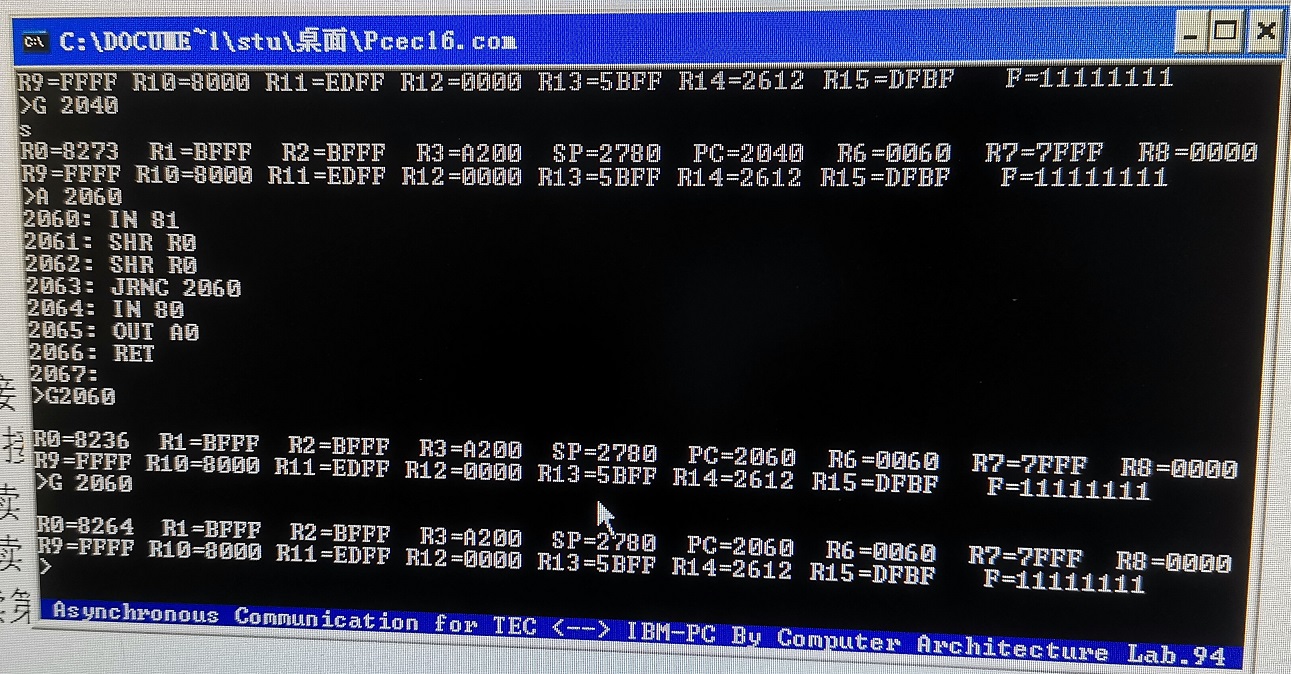 C:\DOCUME~1\stu\桌面\Pcec16.com
R9=FFFF R10=8000 R11=EDFF R12=0000 R13=5BFF R14=2612 R15=DFBF F=11111111
>G 2040
s
R0=8273 R1=BFFF R2=BFFF R3=A200 SP=2780 PC=2040 R6=0060 R7=7FFF R8=0000
R9=FFFF R10=8000 R11=EDFF R12=0000 R13=5BFF R14=2612 R15=DFBF F=11111111
>A 2060
2060: IN 81
2061: SHR R0
2062: SHR R0
2063: JRNC 2060
2064: IN 80
2065: OUT A0
2066: RET
2067:
>G2060
R0=8236 R1=BFFF R2=BFFF R3=A200 SP=2780 PC=2060 R6=0060 R7=7FFF R8=0000
R9=FFFF R10=8000 R11=EDFF R12=0000 R13=5BFF R14=2612 R15=DFBF F=11111111
>G 2060
R0=8264 R1=BFFF R2=BFFF R3=A200 SP=2780 PC=2060 R6=0060 R7=7FFF R8=0000
R9=FFFF R10=8000 R11=EDFF R12=0000 R13=5BFF R14=2612 R15=DFBF F=11111111
>
Asynchronous Communication for TEC <--> IBM-PC By Computer Architecture Lab.94